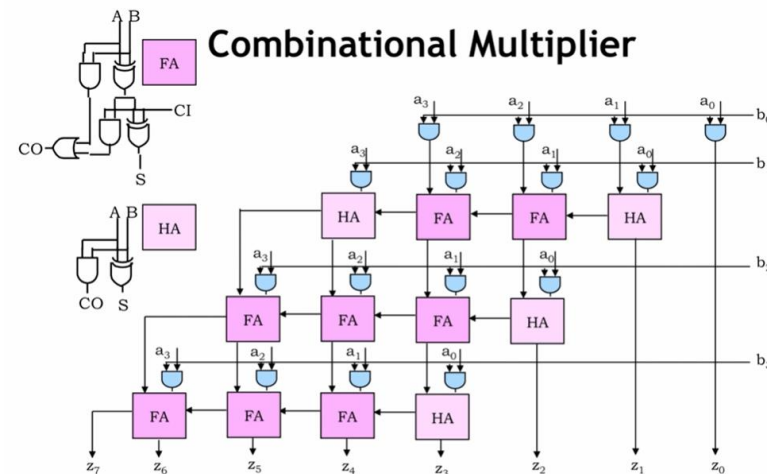 Combinational Multiplier
A B
FA
CI
CO
S
A B
HA
CO
S
a3 a2 a1 a0
b
a3 a2 a1 a0
b
HA FA FA HA
a3 a2 a1 a0
b
FA FA FA HA
a3 a2 a1 a0
b
FA FA FA HA
z7 z6 z5 z4 z3 z2 z1 z0